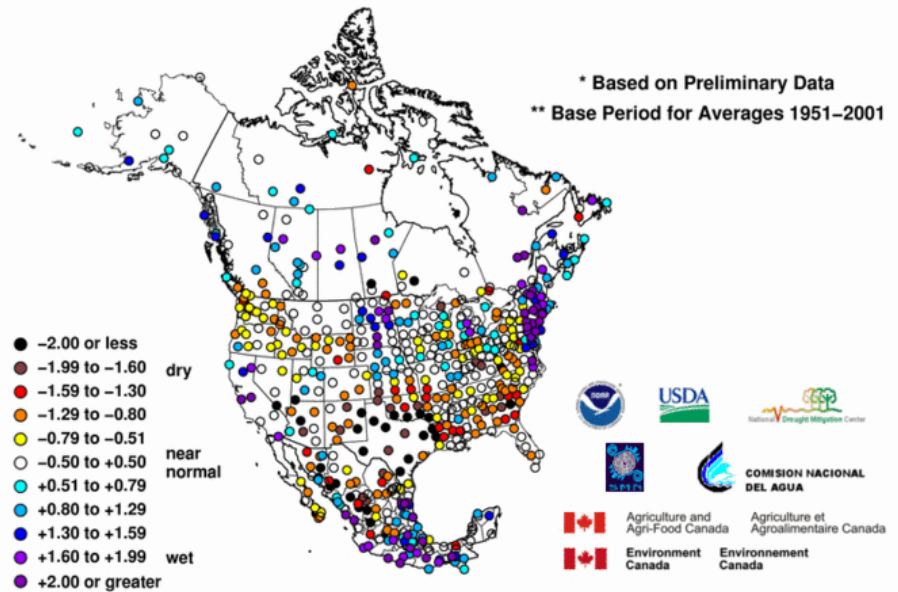 * Based on Preliminary Data
** Base Period for Averages 1951–2001
−2.00 or less
−1.99 to −1.60
dry
−1.59 to −1.30
−1.29 to −0.80
−0.79 to −0.51
−0.50 to +0.50
near
normal
+0.51 to +0.79
+0.80 to +1.29
+1.30 to +1.59
+1.60 to +1.99
wet
+2.00 or greater
NOAA
USDA
National Drought Mitigation Center
SMN
COMISION NACIONAL
DEL AGUA
Agriculture and
Agri-Food Canada
Agriculture et
Agroalimentaire Canada
Environment
Canada
Environnement
Canada